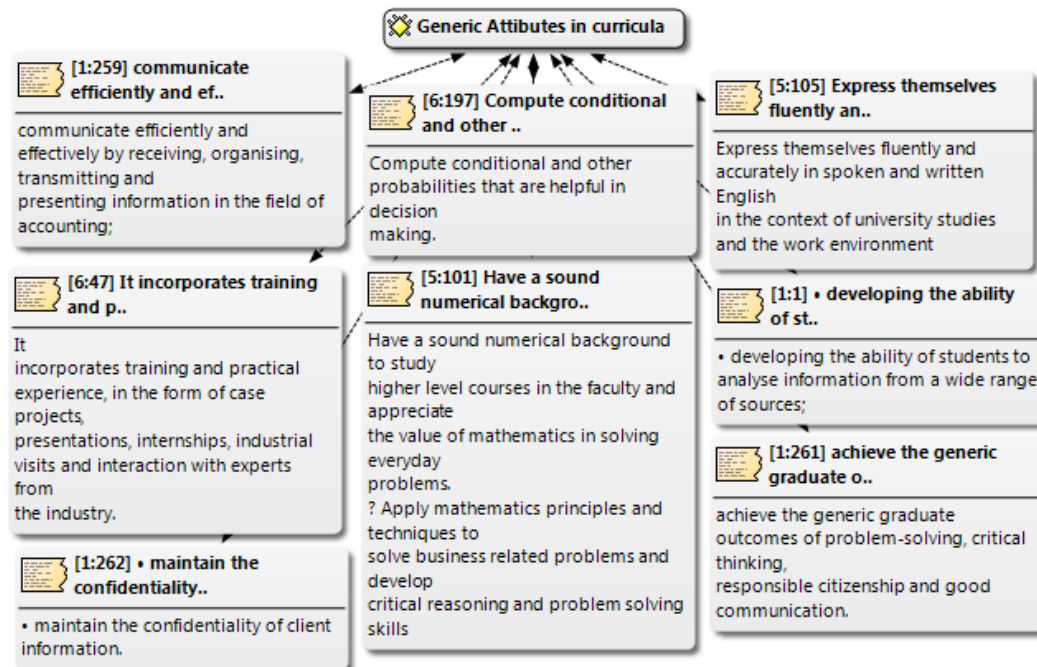 Generic Attibutes in curricula
[1:259] communicate
efficiently and ef..
communicate efficiently and
effectively by receiving, organising,
transmitting and
presenting information in the field of
accounting;
[6:197] Compute conditional
and other ..
Compute conditional and other
probabilities that are helpful in
decision
making.
[5:105] Express themselves
fluently an..
Express themselves fluently and
accurately in spoken and written
English
in the context of university studies
and the work environment
[6:47] It incorporates training
and p..
It
incorporates training and practical
experience, in the form of case
projects,
presentations, internships, industrial
visits and interaction with experts
from
the industry.
[5:101] Have a sound
numerical backgro..
Have a sound numerical background
to study
higher level courses in the faculty and
appreciate
the value of mathematics in solving
everyday
problems.
? Apply mathematics principles and
techniques to
solve business related problems and
develop
critical reasoning and problem solving
skills
[1:1] • developing the ability
of st..
• developing the ability of students to
analyse information from a wide range
of sources;
[1:261] achieve the generic
graduate o..
achieve the generic graduate
outcomes of problem-solving, critical
thinking,
responsible citizenship and good
communication.
[1:262] • maintain the
confidentiality..
• maintain the confidentiality of client
information.